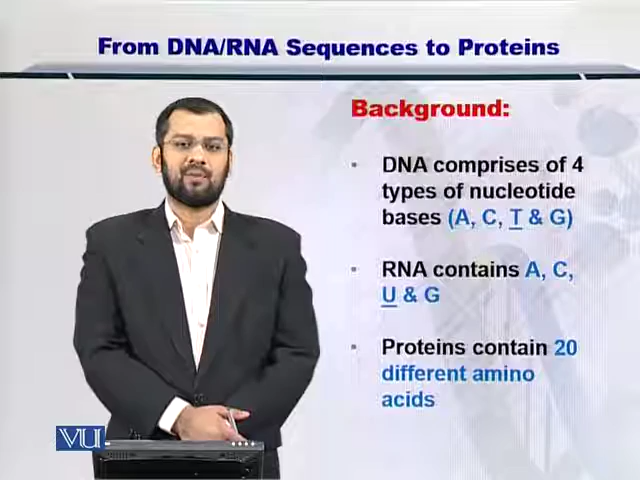 From DNA/RNA Sequences to Proteins
Background:
DNA comprises of 4
types of nucleotide
bases (A, C, T & G)
RNA contains A, C,
U & G
Proteins contain 20
different amino
acids
VU